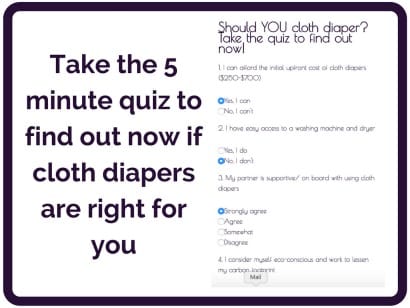 Take the 5
minute quiz to
find out now if
cloth diapers
are right for
you
Should YOU cloth diaper?
Take the quiz to find out
now!
1. I can afford the initial upfront cost of cloth diapers
($250-$700)
Yes, I can
No, I can't
2. I have easy access to a washing machine and dryer
Yes, I do
No, I don't
3. My partner is supportive/ on board with using cloth
diapers
Strongly agree
Agree
Somewhat
Disagree
4. I consider myself eco-conscious and work to lessen
my carbon footprint
Mail